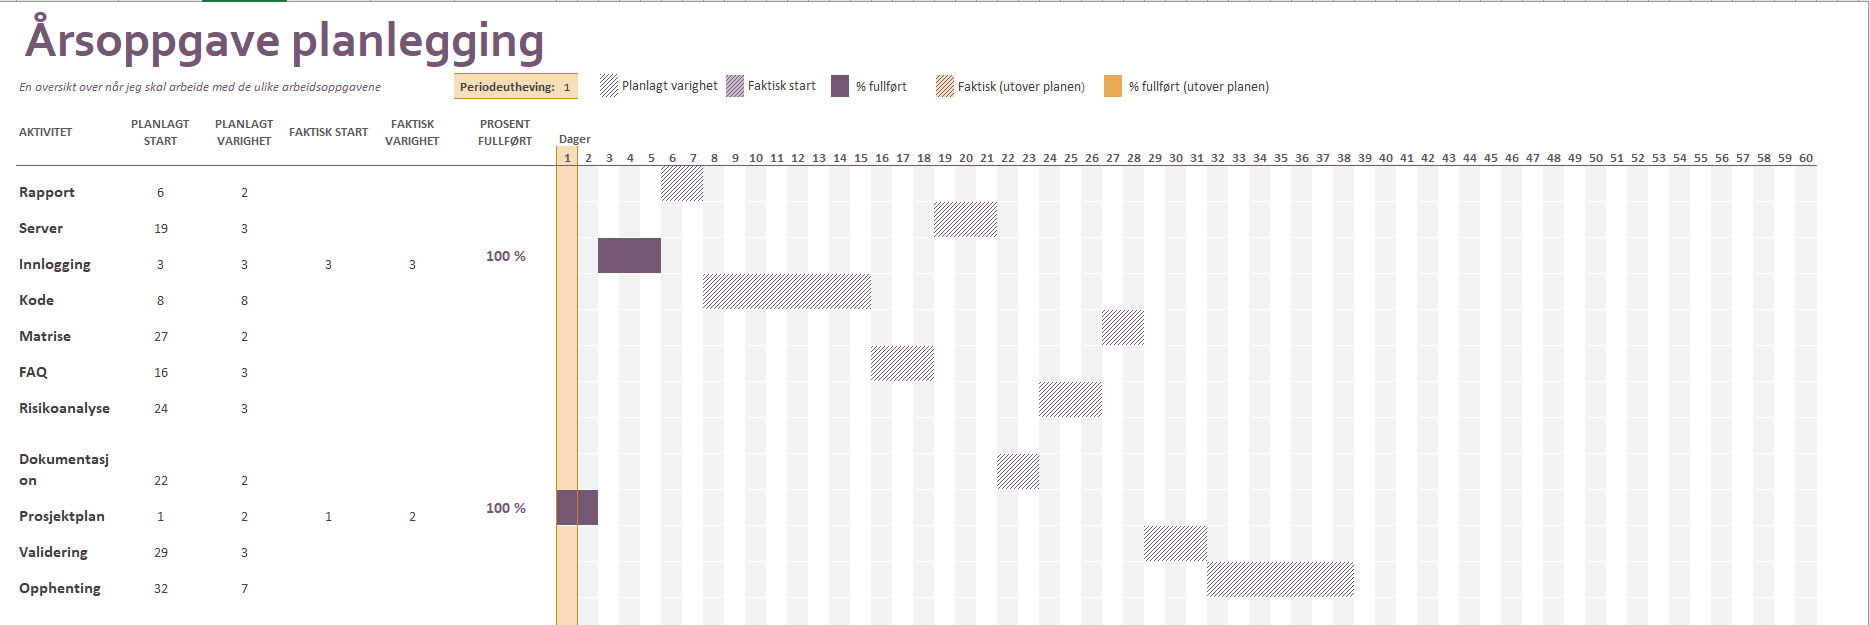 Årsoppgave planlegging
En oversikt over når jeg skal arbeide med de ulike arbeidsoppgavene
Periodeutheving: 1
Planlagt varighet
Faktisk start
% fullført
Faktisk (utover planen)
% fullført (utover planen)
AKTIVITET
PLANLAGT
START
PLANLAGT
VARIGHET
FAKTISK START
FAKTISK
VARIGHET
PROSENT
FULLFØRT
Dager
1 2 3 4 5 6 7 8 9 10 11 12 13 14 15 16 17 18 19 20 21 22 23 24 25 26 27 28 29 30 31 32 33 34 35 36 37 38 39 40 41 42 43 44 45 46 47 48 49 50 51 52 53 54 55 56 57 58 59 60
Rapport 6 2
Server 19 3
Innlogging 3 3 3 3 100 %
Kode 8 8
Matrise 27 2
FAQ 16 3
Risikoanalyse 24 3
Dokumentasj
on 22 2
Prosjektplan 1 2 1 2 100 %
Validering 29 3
Opphenting 32 7